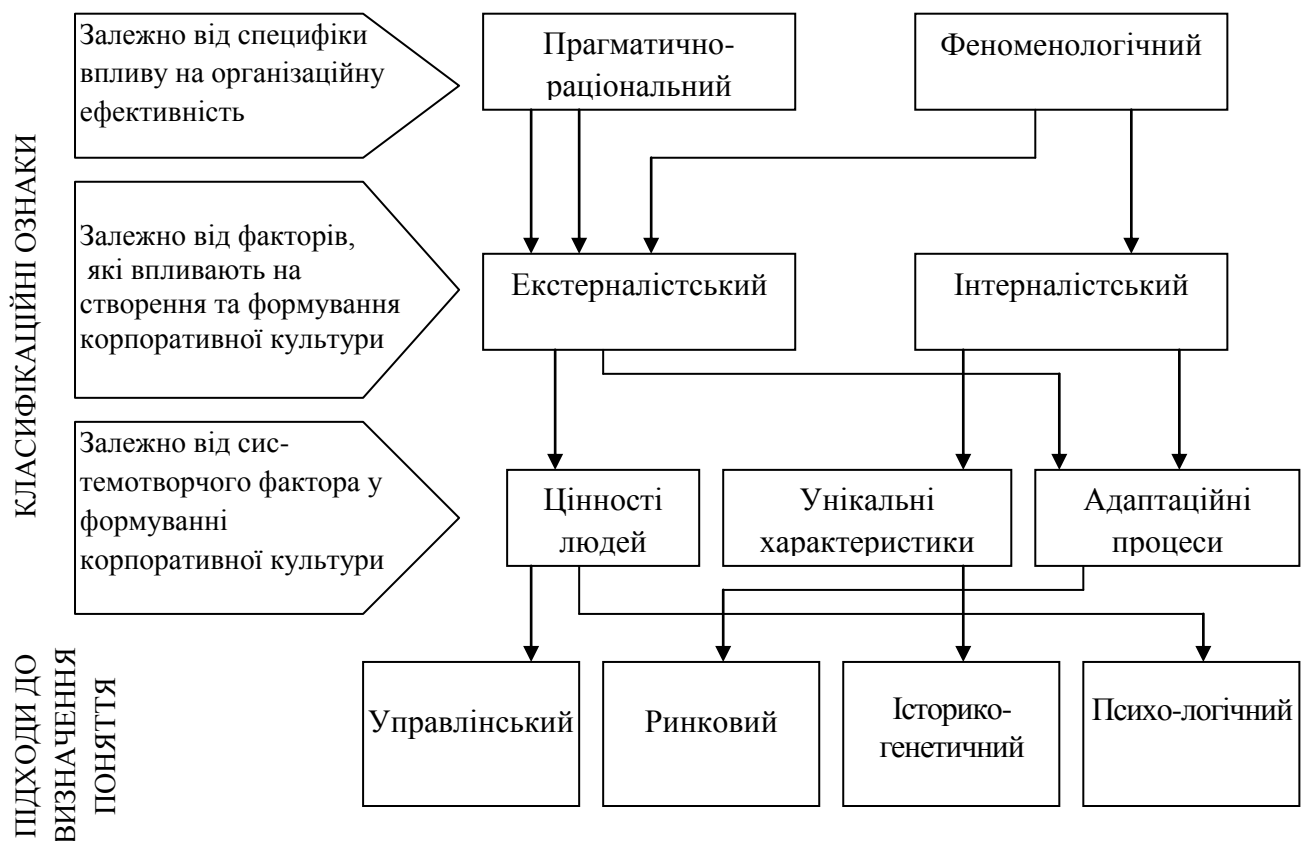 КЛАСИФІКАЦІЙНІ ОЗНАКИ
Залежно від специфіки
впливу на організаційну
ефективність
Прагматично-
раціональний
Феноменологічний
Залежно від факторів,
які впливають на
створення та формування
корпоративної культури
Екстерналістський
Інтерналістський
Залежно від сис-
темотворчого фактора у
формуванні
корпоративної культури
Цінності
людей
Унікальні
характеристики
Адаптаційні
процеси
ПІДХОДИ ДО
ВИЗНАЧЕННЯ
ПОНЯТТЯ
Управлінський
Ринковий
Історико-
генетичний
Психо-логічний